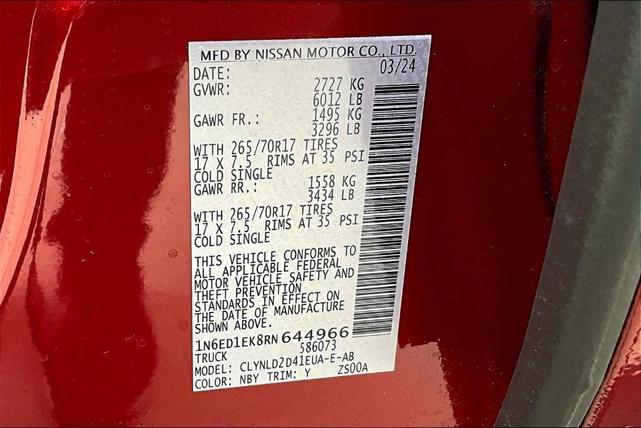 MFD BY NISSAN MOTOR CO., LTD.
DATE: 03/24
GVWR: 2727 KG
6012 LB
GAWR FR.: 1495 KG
3296 LB
WITH 265/70R17 TIRES
17 X 7.5 RIMS AT 35 PSI
COLD SINGLE
GAWR RR.: 1558 KG
3434 LB
WITH 265/70R17 TIRES
17 X 7.5 RIMS AT 35 PSI
COLD SINGLE
THIS VEHICLE CONFORMS TO
ALL APPLICABLE FEDERAL
MOTOR VEHICLE SAFETY AND
THEFT PREVENTION
STANDARDS IN EFFECT ON
THE DATE OF MANUFACTURE
SHOWN ABOVE.
1N6ED1EK8RN 644966
TRUCK 586073
MODEL: CLYNLD2D41EUA-E-AB
COLOR: NBY TRIM: Y ZS00A